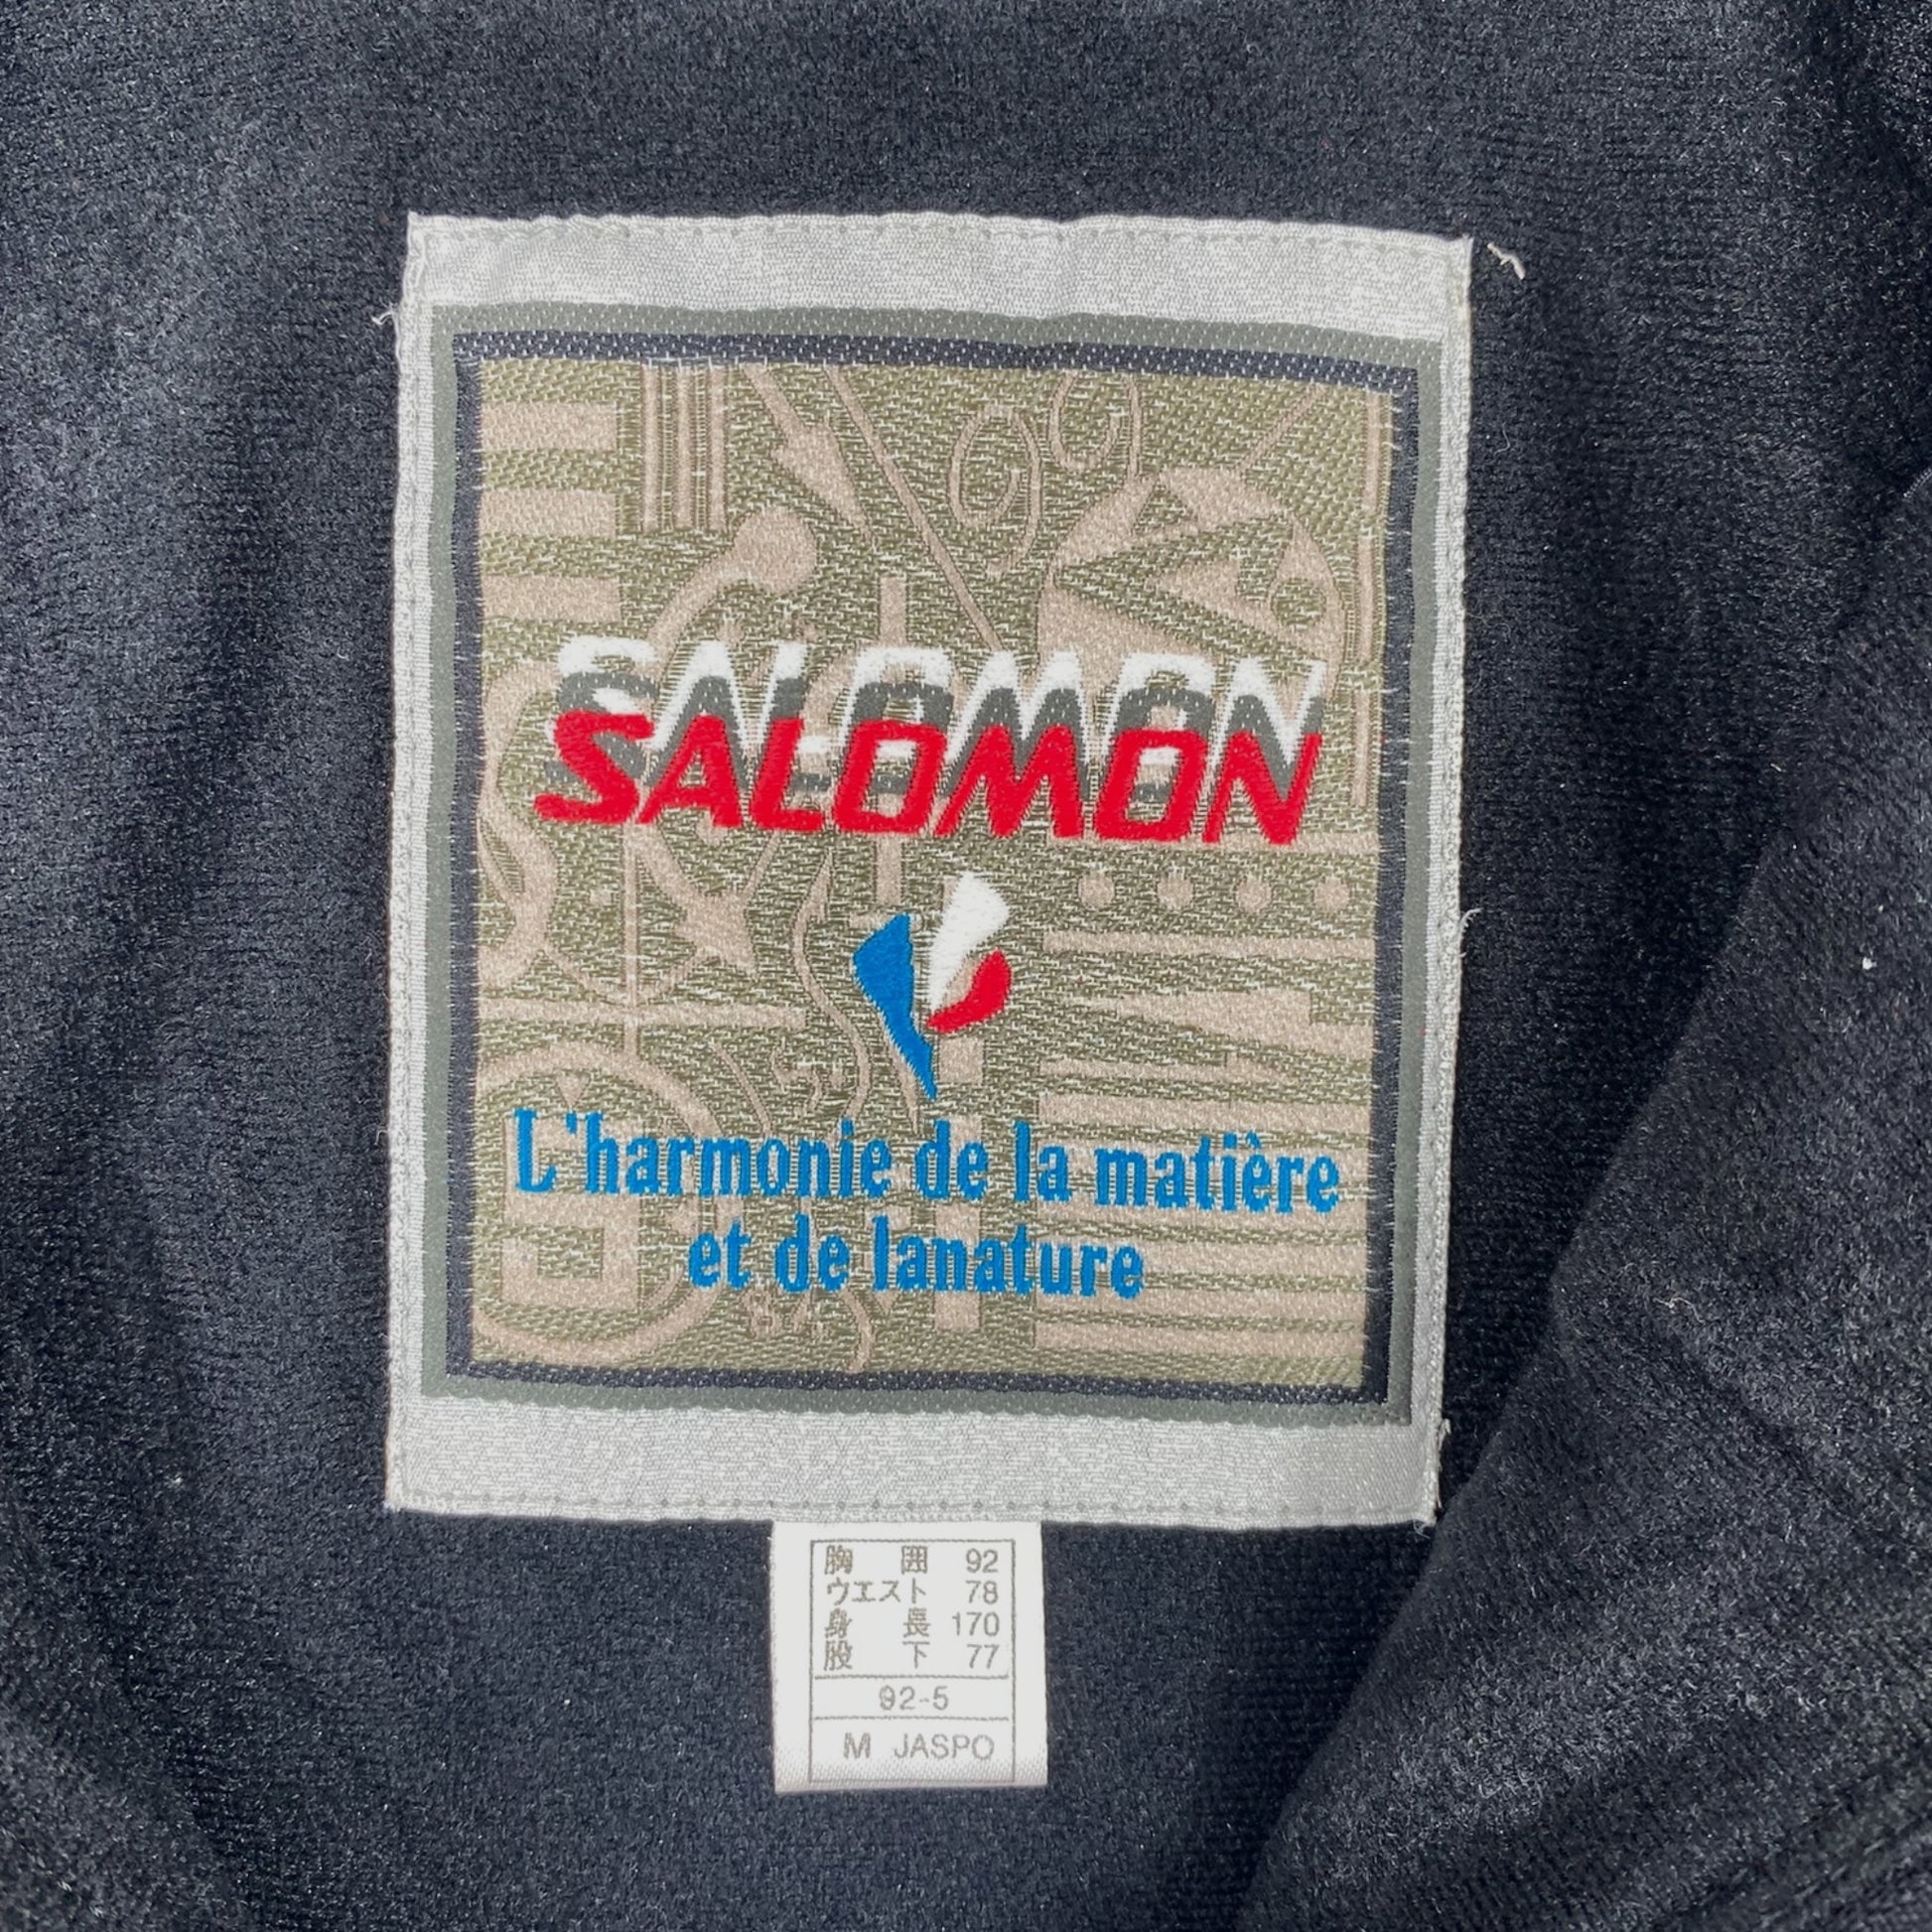 SALOMON
SALOMON
L'harmonie de la matière
et de lanature
胸 囲 92
ウエスト 78
身 長 170
股 下 77
92-5
M JASPO